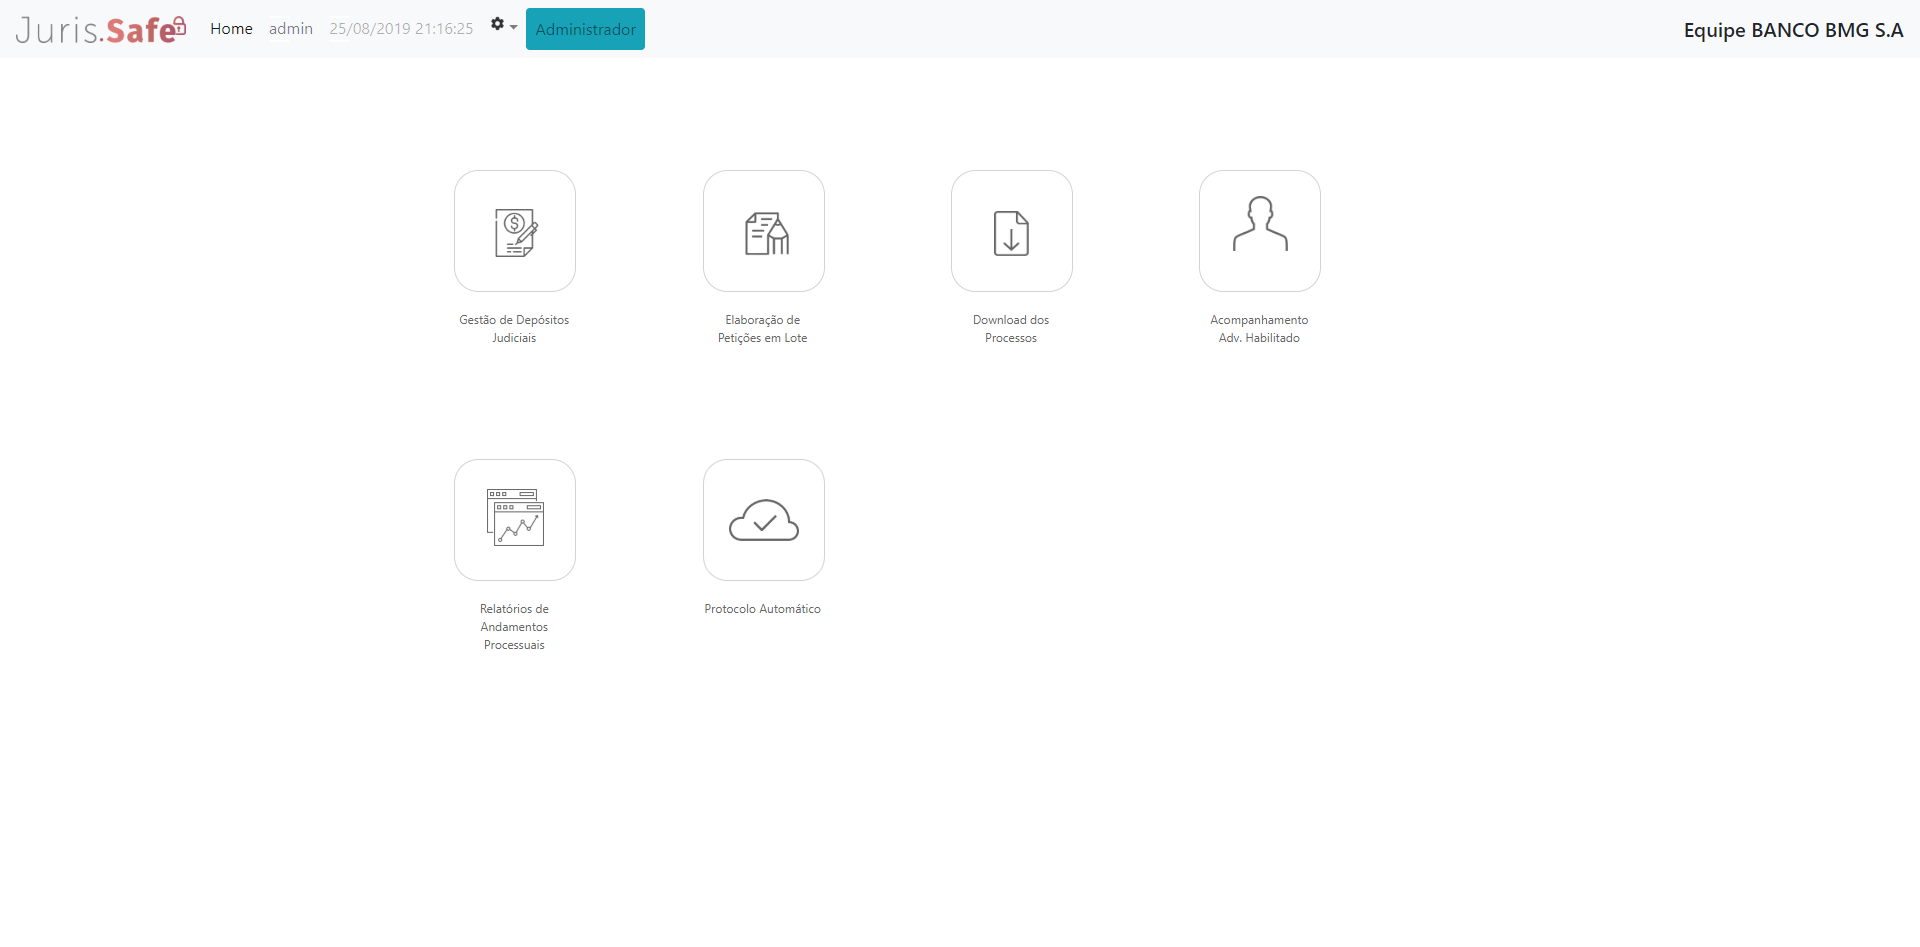 Juris.Safe Home admin 25/08/2019 21:16:25 Administrador Equipe BANCO BMG S.A
Gestão de Depósitos
Judiciais
Elaboração de
Petições em Lote
Download dos
Processos
Acompanhamento
Adv. Habilitado
Relatórios de
Andamentos
Processuais
Protocolo Automático